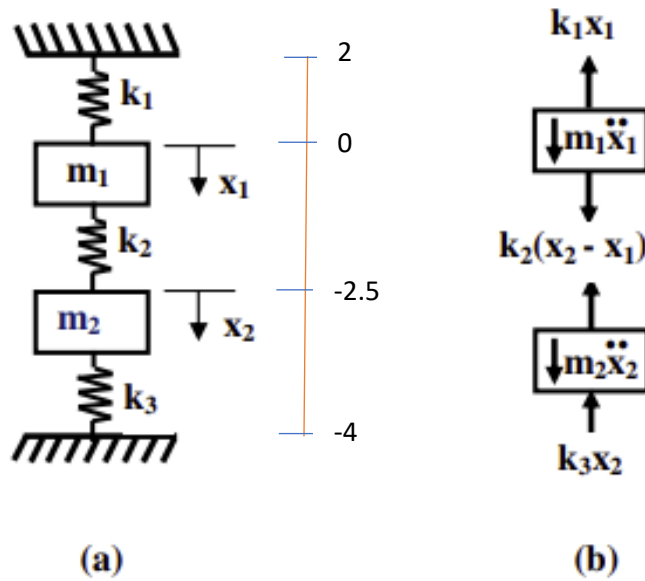 k₁
m₁
x₁
k₂
m₂
x₂
k₃
2
0
-2.5
-4
(a)
k₁x₁
m₁ẍ₁
k₂(x₂ - x₁)
m₂ẍ₂
k₃x₂
(b)